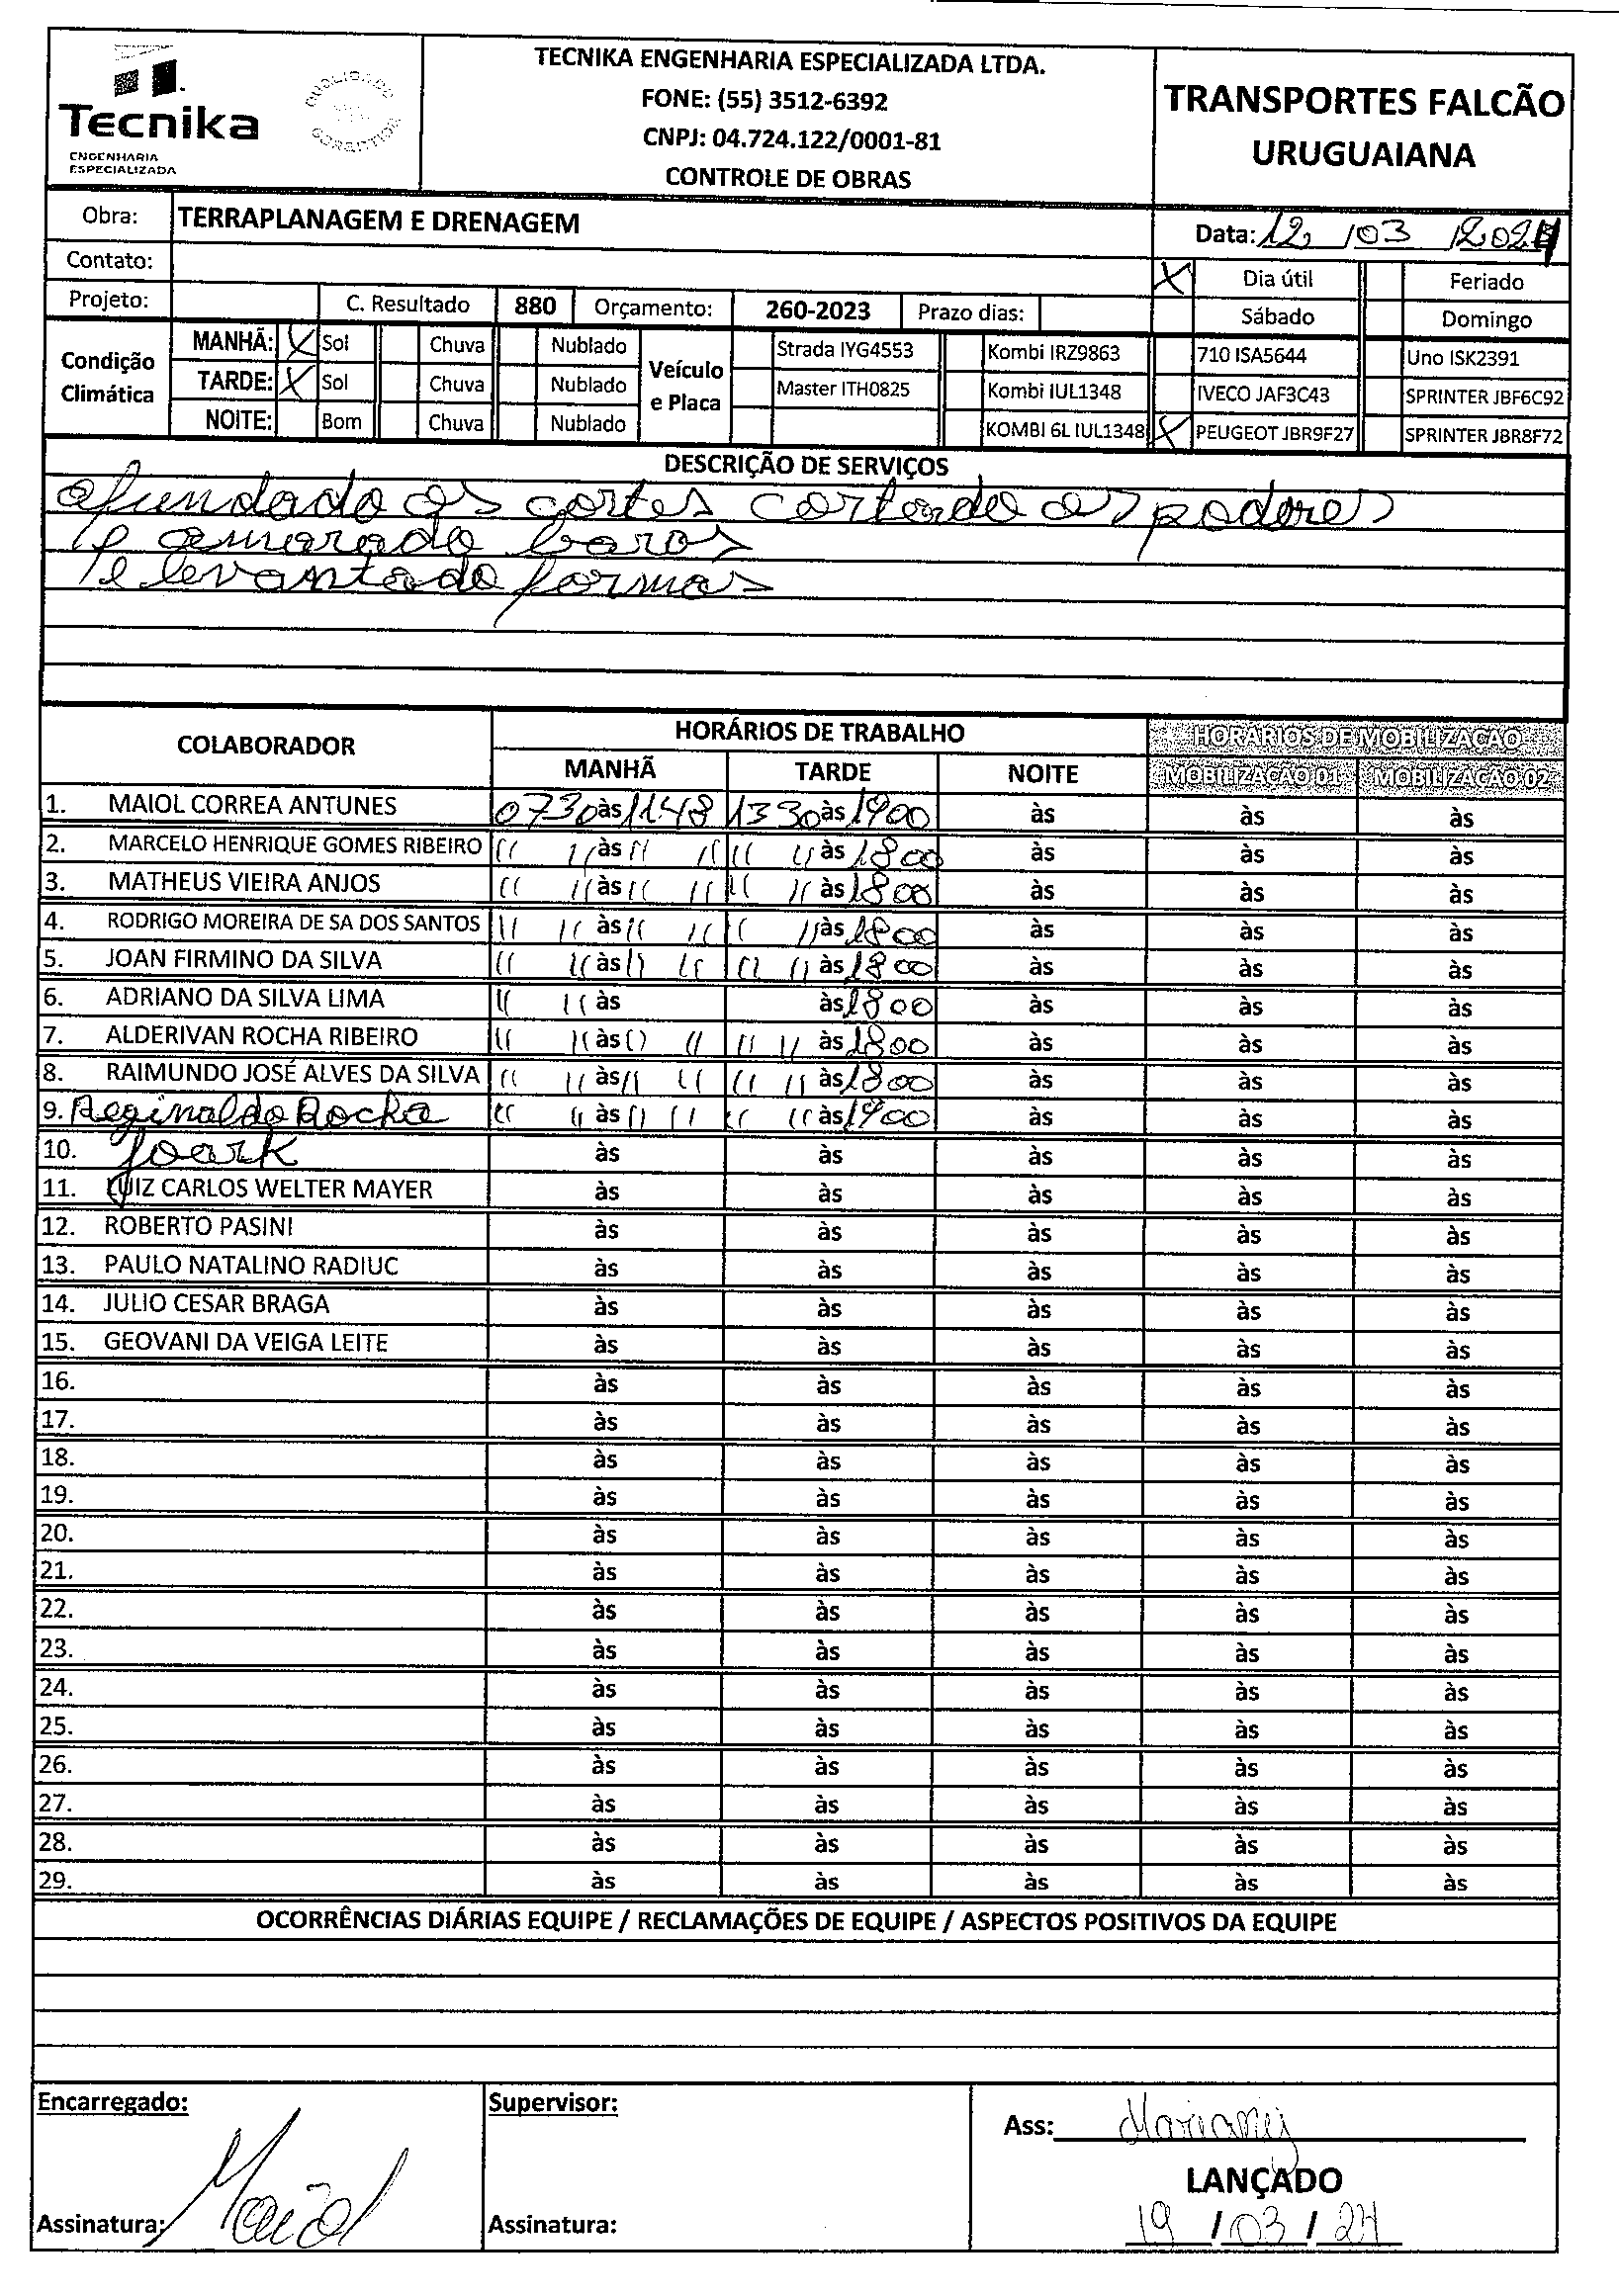 Tecnika
ENGENHARIA
ESPECIALIZADA
TECNIKA ENGENHARIA ESPECIALIZADA LTDA.
FONE: (55) 3512-6392
CNPJ: 04.724.122/0001-81
CONTROLE DE OBRAS
TRANSPORTES FALCÃO
URUGUAIANA
Obra: TERRAPLANAGEM E DRENAGEM
Data: 12 / 03 / 2024
Contato:
X Dia útil Feriado
Projeto: C. Resultado 880 Orçamento: 260-2023 Prazo dias:
Sábado Domingo
Condição Climática
MANHÃ: X Sol Chuva Nublado
TARDE: X Sol Chuva Nublado
NOITE: Bom Chuva Nublado
Veículo e Placa
Strada IYG4553 Kombi IRZ9863 710 ISA5644 Uno ISK2391
Master ITH0825 Kombi IUL1348 IVECO JAF3C43 SPRINTER JBF6C92
KOMBI 6L IUL1348 X PEUGEOT JBR9F27 SPRINTER JBR8F72
DESCRIÇÃO DE SERVIÇOS
afundado os cortes cortado as
e amarado
e levantado formas
COLABORADOR HORÁRIOS DE TRABALHO HORÁRIOS DE MOBILIZAÇÃO
MANHÃ TARDE NOITE MOBILIZAÇÃO 01 MOBILIZAÇÃO 02
1. MAIOL CORREA ANTUNES 0730 às 1148 1330 às 1900 às às às
2. MARCELO HENRIQUE GOMES RIBEIRO " " às " " " " às 1800 às às às
3. MATHEUS VIEIRA ANJOS " " às " " " " às 1800 às às às
4. RODRIGO MOREIRA DE SA DOS SANTOS " " às " " " " às 1800 às às às
5. JOAN FIRMINO DA SILVA " " às " " " " às 1800 às às às
6. ADRIANO DA SILVA LIMA " " às às 1800 às às às
7. ALDERIVAN ROCHA RIBEIRO " " às " " " " às 1800 às às às
8. RAIMUNDO JOSÉ ALVES DA SILVA " " às " " " " às 1800 às às às
9. Reginaldo Rocha " " às " " " " às 1900 às às às
10. Joark às às às às às
11. LUIZ CARLOS WELTER MAYER às às às às às
12. ROBERTO PASINI às às às às às
13. PAULO NATALINO RADIUC às às às às às
14. JULIO CESAR BRAGA às às às às às
15. GEOVANI DA VEIGA LEITE às às às às às
16. às às às às às
17. às às às às às
18. às às às às às
19. às às às às às
20. às às às às às
21. às às às às às
22. às às às às às
23. às às às às às
24. às às às às às
25. às às às às às
26. às às às às às
27. às às às às às
28. às às às às às
29. às às às às às
OCORRÊNCIAS DIÁRIAS EQUIPE / RECLAMAÇÕES DE EQUIPE / ASPECTOS POSITIVOS DA EQUIPE
Encarregado:
Assinatura: Maiol
Supervisor:
Assinatura:
Ass: Mariany
LANÇADO
19 / 03 / 24